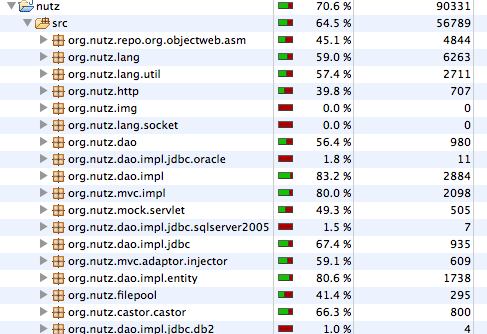 nutz 70.6 % 90331
src 64.5 % 56789
org.nutz.repo.org.objectweb.asm 45.1 % 4844
org.nutz.lang 59.0 % 6263
org.nutz.lang.util 57.4 % 2711
org.nutz.http 39.8 % 707
org.nutz.img 0.0 % 0
org.nutz.lang.socket 0.0 % 0
org.nutz.dao 56.4 % 980
org.nutz.dao.impl.jdbc.oracle 1.8 % 11
org.nutz.dao.impl 83.2 % 2884
org.nutz.mvc.impl 80.0 % 2098
org.nutz.mock.servlet 49.3 % 505
org.nutz.dao.impl.jdbc.sqlserver2005 1.5 % 7
org.nutz.dao.impl.jdbc 67.4 % 935
org.nutz.mvc.adaptor.injector 59.1 % 609
org.nutz.dao.impl.entity 80.6 % 1738
org.nutz.filepool 41.4 % 295
org.nutz.castor.castor 66.3 % 800
org.nutz.dao.impl.jdbc.db2 1.0 % 4